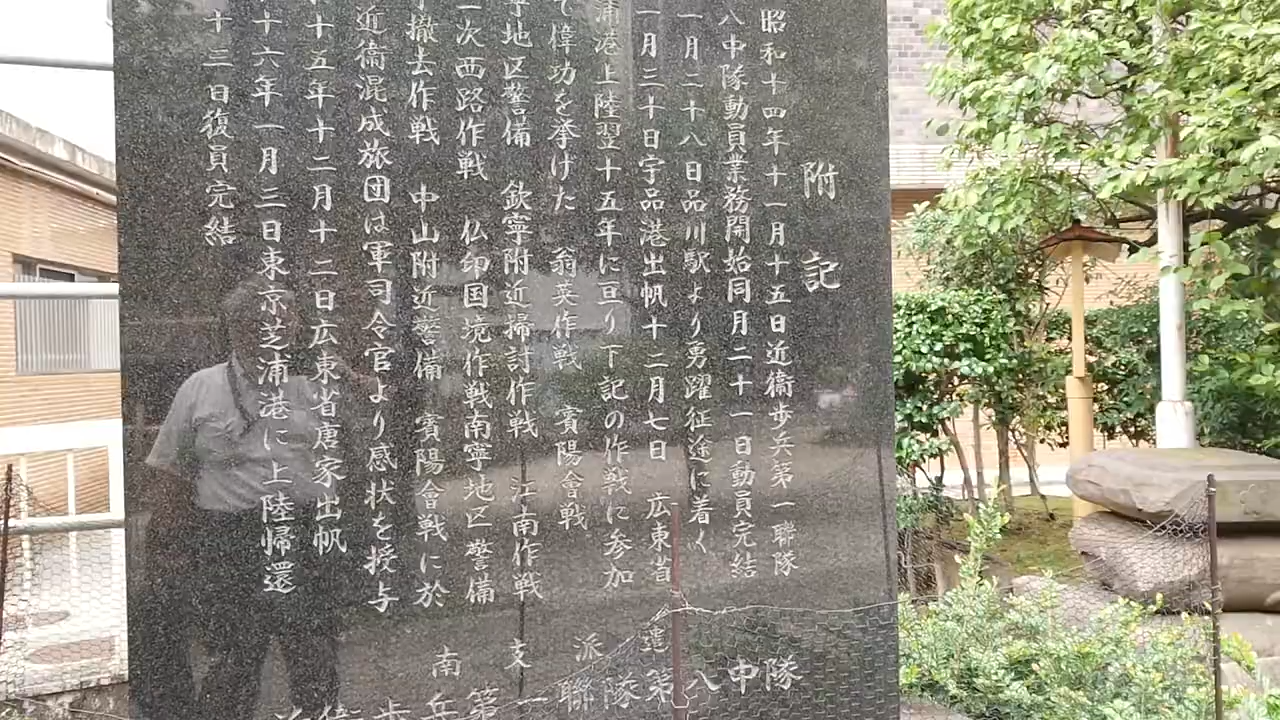 附記
昭和十四年十一月十五日近衞歩兵第一聯隊
八中隊動員業務開始同月二十一日動員完結
一月二十八日品川駅より勇躍征途に着く
一月三十日宇品港出帆十二月七日 広東省
浦港上陸翌十五年に亘り下記の作戦に参加
て偉功を挙けた 翁英作戦 賓陽會戦
寧地区警備 欽寧附近掃討作戦 江南作戦
一次西路作戦 仏印国境作戦南寧地区警備
撤去作戦 中山附近警備 賓陽會戦に於
近衞混成旅団は軍司令官より感状を授与
十五年十二月十二日広東省唐家出帆
十六年一月三日東京芝浦港に上陸帰還
十三日復員完結
南支派遣
歩兵第一聯隊第八中隊